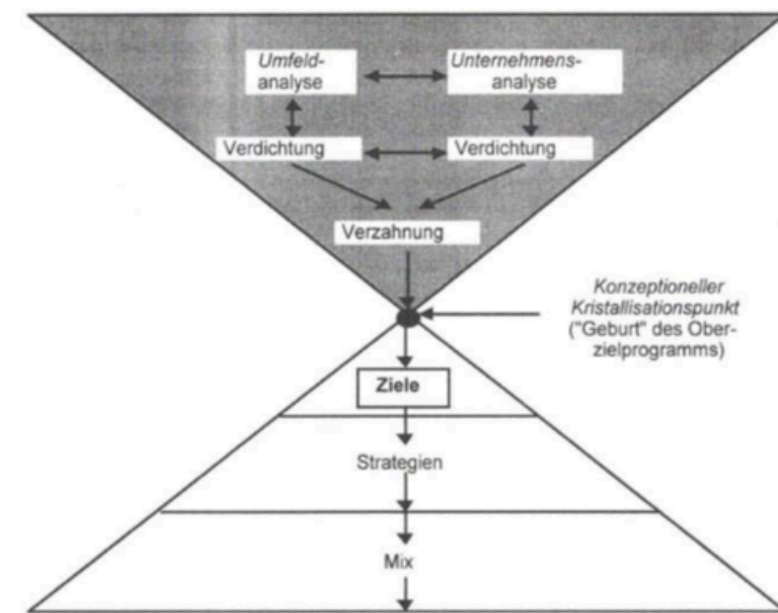 Umfeld-
analyse
Unternehmens-
analyse
Verdichtung
Verdichtung
Verzahnung
Konzeptioneller
Kristallisationspunkt
("Geburt" des Ober-
zielprogramms)
Ziele
Strategien
Mix